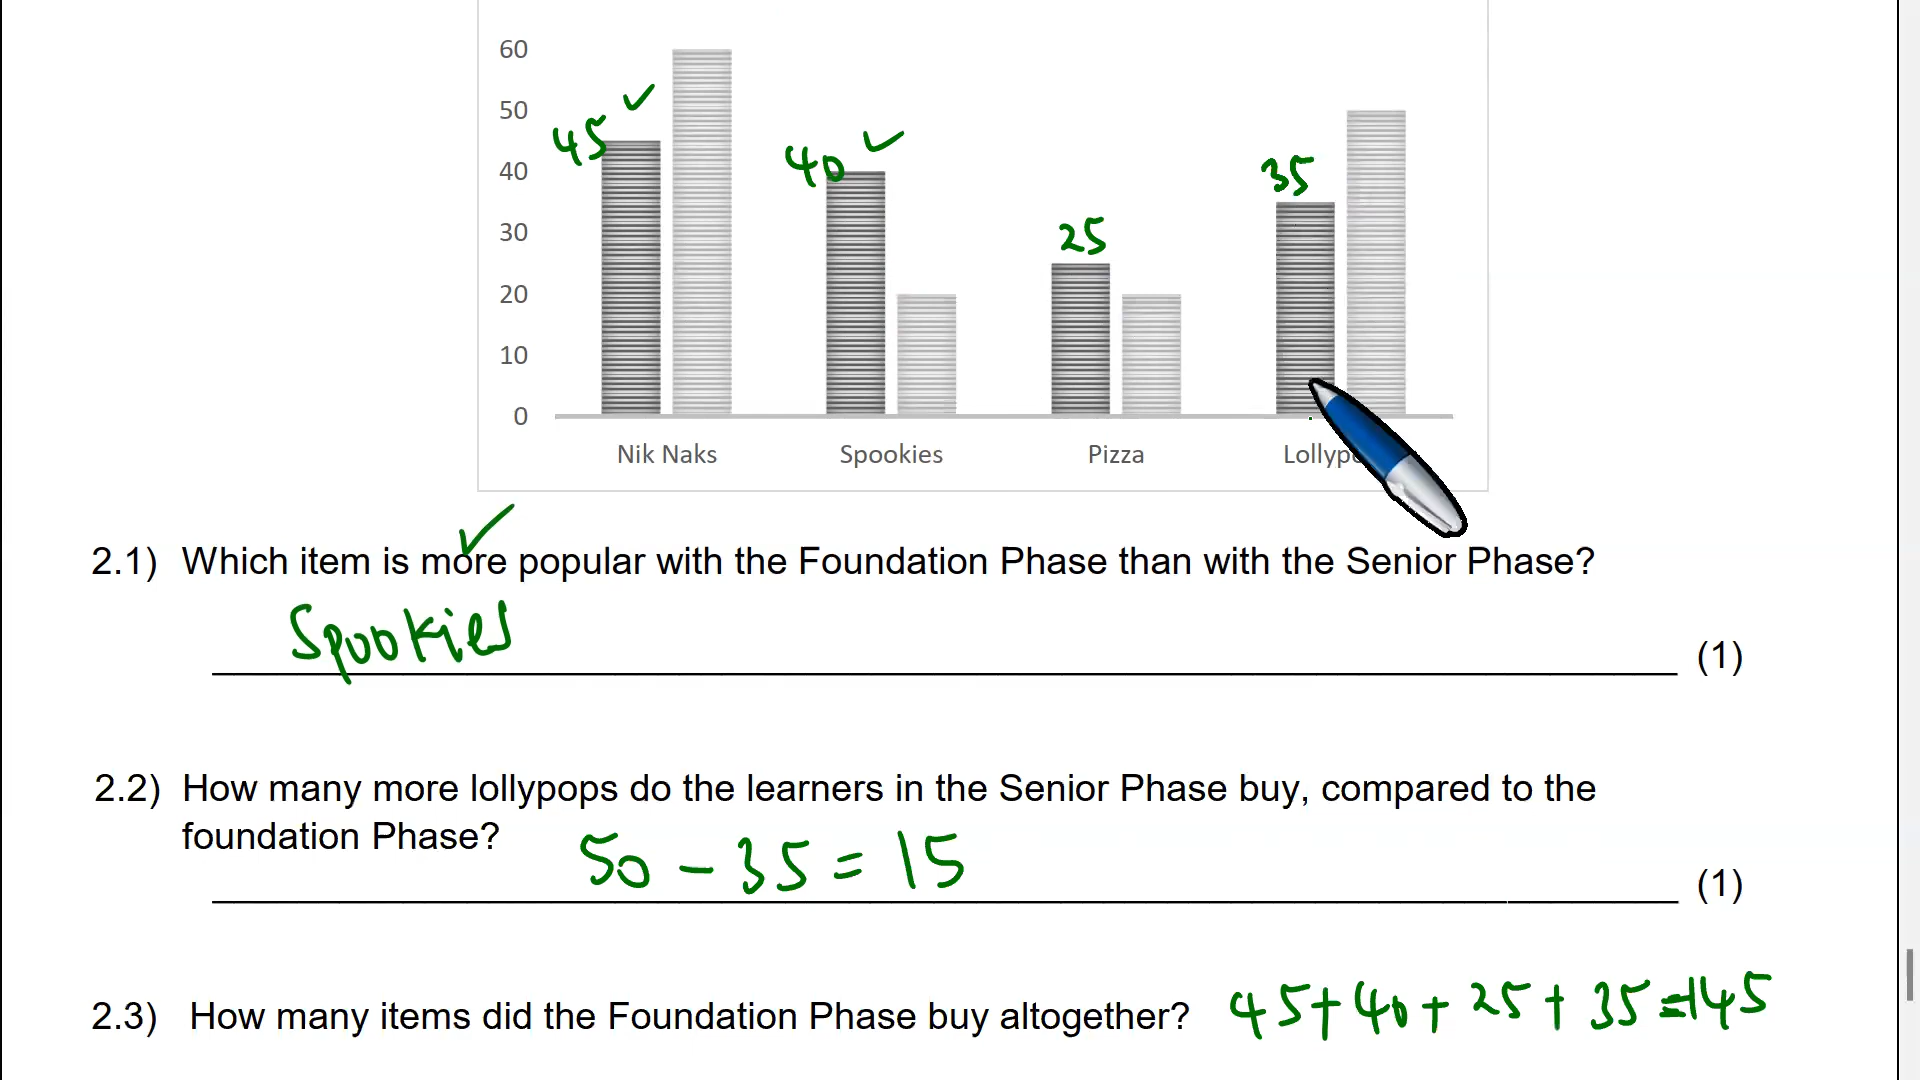 60
50
45
40
40
35
30
25
20
10
0
Nik Naks Spookies Pizza
2.1) Which item is more popular with the Foundation Phase than with the Senior Phase?
Spookies
(1)
2.2) How many more lollypops do the learners in the Senior Phase buy, compared to the
foundation Phase?
50 - 35 = 15
(1)
2.3) How many items did the Foundation Phase buy altogether? 45 + 40 + 25 + 35 = 145